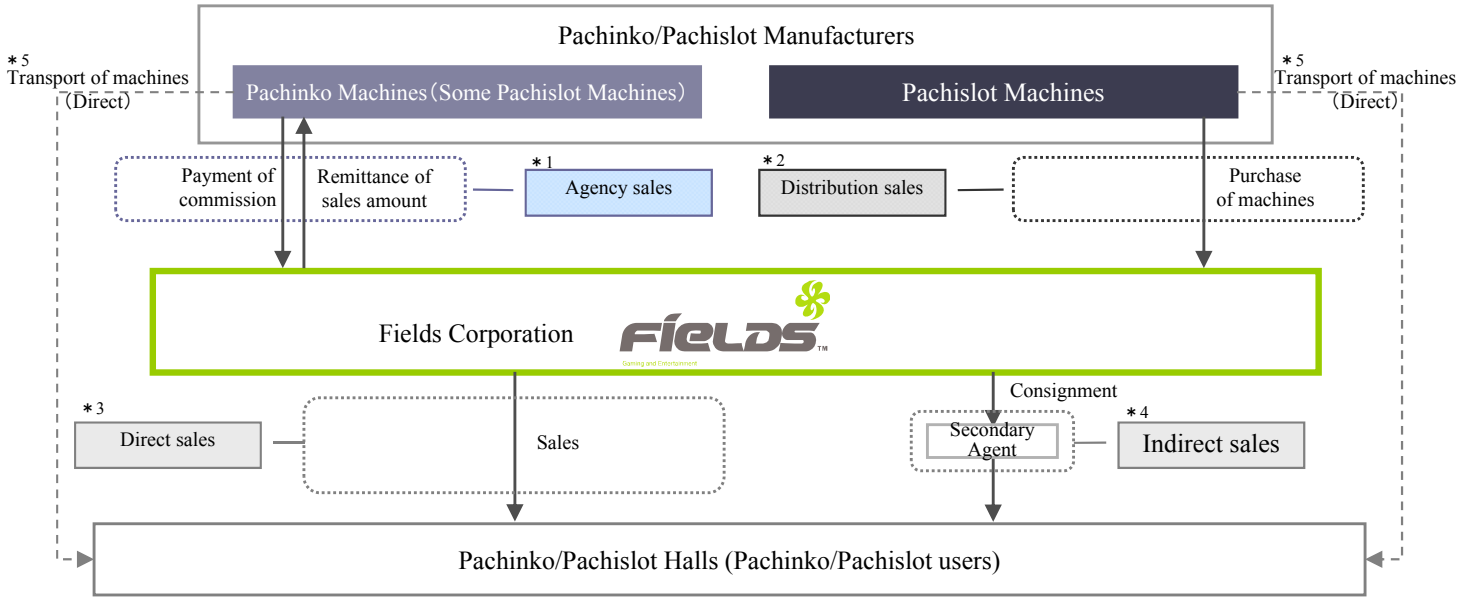 Pachinko/Pachislot Manufacturers
*5
Transport of machines
(Direct)
Pachinko Machines(Some Pachislot Machines)
Pachislot Machines
*5
Transport of machines
(Direct)
Payment of
commission
Remittance of
sales amount
*1
Agency sales
*2
Distribution sales
Purchase
of machines
Fields Corporation
FIELDS™
Gaming and Entertainment
Consignment
*3
Direct sales
Sales
Secondary
Agent
*4
Indirect sales
Pachinko/Pachislot Halls (Pachinko/Pachislot users)